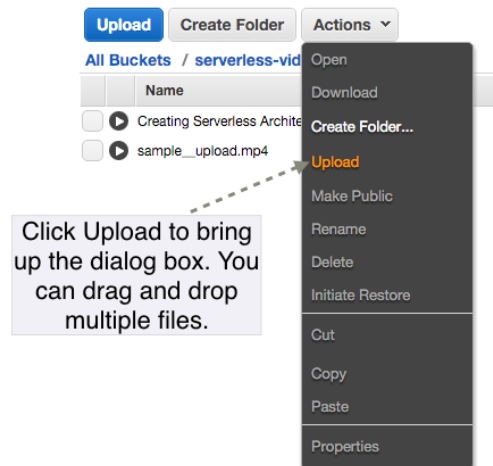 Upload Create Folder Actions
All Buckets / serverless-vid
Name
Creating Serverless Archite
sample__upload.mp4
Open
Download
Create Folder...
Upload
Make Public
Rename
Delete
Initiate Restore
Cut
Copy
Paste
Properties
Click Upload to bring
up the dialog box. You
can drag and drop
multiple files.